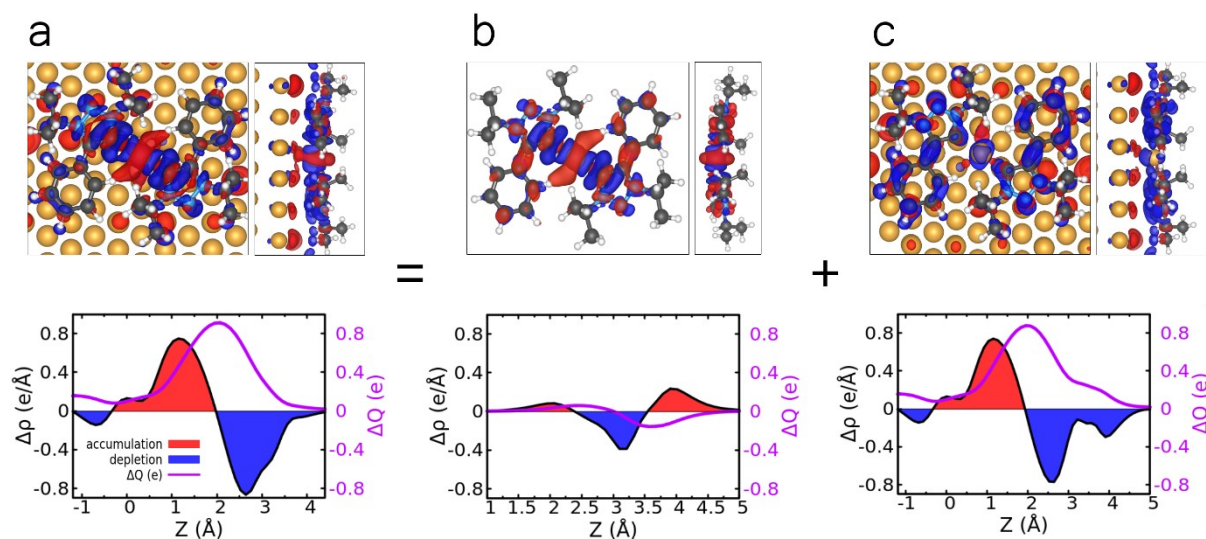 a
b
c
=
+
0.8
0.4
0
-0.4
-0.8
Δρ (e/Å)
accumulation
depletion
ΔQ (e)
0.8
0.4
0
-0.4
-0.8
ΔQ (e)
-1 0 1 2 3 4
Z (Å)
0.8
0.4
0
-0.4
-0.8
Δρ (e/Å)
0.8
0.4
0
-0.4
-0.8
ΔQ (e)
1 1.5 2 2.5 3 3.5 4 4.5 5
Z (Å)
0.8
0.4
0
-0.4
-0.8
Δρ (e/Å)
0.8
0.4
0
-0.4
-0.8
ΔQ (e)
-1 0 1 2 3 4 5
Z (Å)